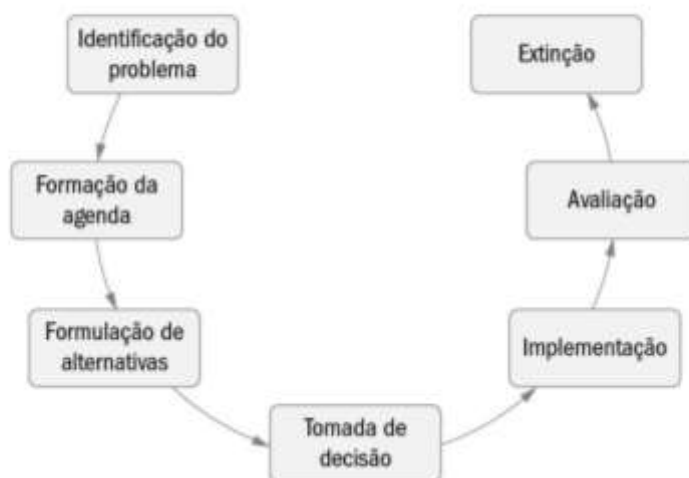 Identificação do
problema
Formação da
agenda
Formulação de
alternativas
Tomada de
decisão
Implementação
Avaliação
Extinção